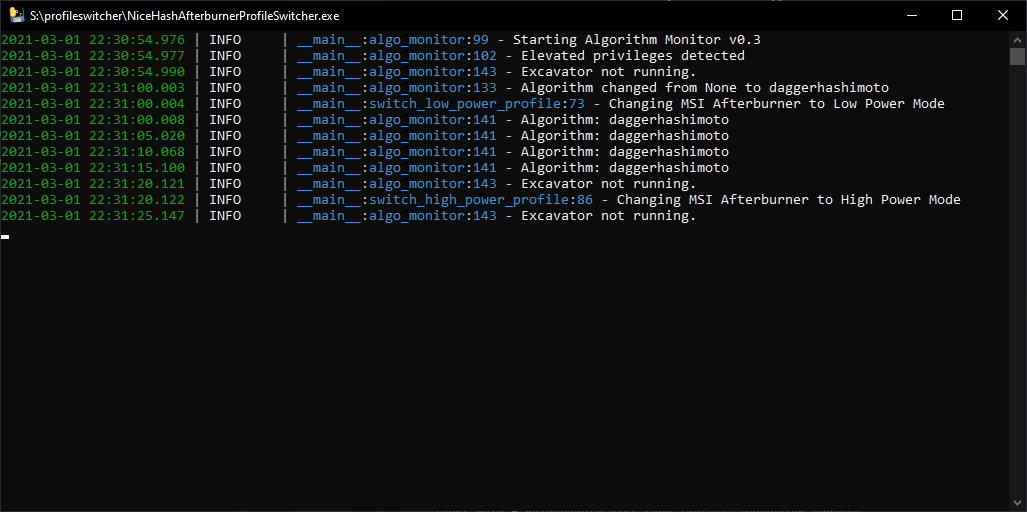 S:\profileswitcher\NiceHashAfterburnerProfileSwitcher.exe
2021-03-01 22:30:54.976 | INFO     | __main__:algo_monitor:99 - Starting Algorithm Monitor v0.3
2021-03-01 22:30:54.977 | INFO     | __main__:algo_monitor:102 - Elevated privileges detected
2021-03-01 22:30:54.990 | INFO     | __main__:algo_monitor:143 - Excavator not running.
2021-03-01 22:31:00.003 | INFO     | __main__:algo_monitor:133 - Algorithm changed from None to daggerhashimoto
2021-03-01 22:31:00.004 | INFO     | __main__:switch_low_power_profile:73 - Changing MSI Afterburner to Low Power Mode
2021-03-01 22:31:00.008 | INFO     | __main__:algo_monitor:141 - Algorithm: daggerhashimoto
2021-03-01 22:31:05.020 | INFO     | __main__:algo_monitor:141 - Algorithm: daggerhashimoto
2021-03-01 22:31:10.068 | INFO     | __main__:algo_monitor:141 - Algorithm: daggerhashimoto
2021-03-01 22:31:15.100 | INFO     | __main__:algo_monitor:141 - Algorithm: daggerhashimoto
2021-03-01 22:31:20.121 | INFO     | __main__:algo_monitor:143 - Excavator not running.
2021-03-01 22:31:20.122 | INFO     | __main__:switch_high_power_profile:86 - Changing MSI Afterburner to High Power Mode
2021-03-01 22:31:25.147 | INFO     | __main__:algo_monitor:143 - Excavator not running.